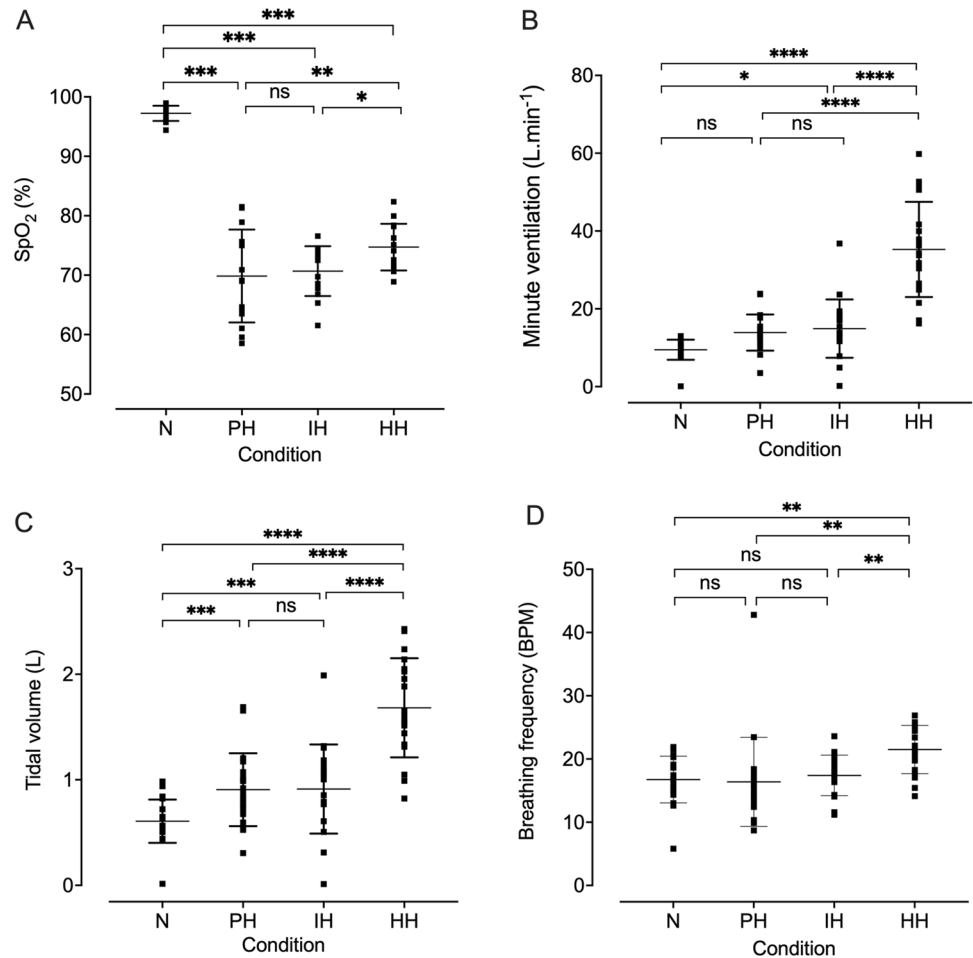 A
***
***
***
**
ns
*
100
90
80
70
60
50
SpO2 (%)
N PH IH HH
Condition
B
****
*
****
****
ns
ns
80
60
40
20
0
Minute ventilation (L.min-1)
N PH IH HH
Condition
C
****
****
***
****
***
ns
3
2
1
0
Tidal volume (L)
N PH IH HH
Condition
D
**
**
ns
**
ns
ns
50
40
30
20
10
0
Breathing frequency (BPM)
N PH IH HH
Condition